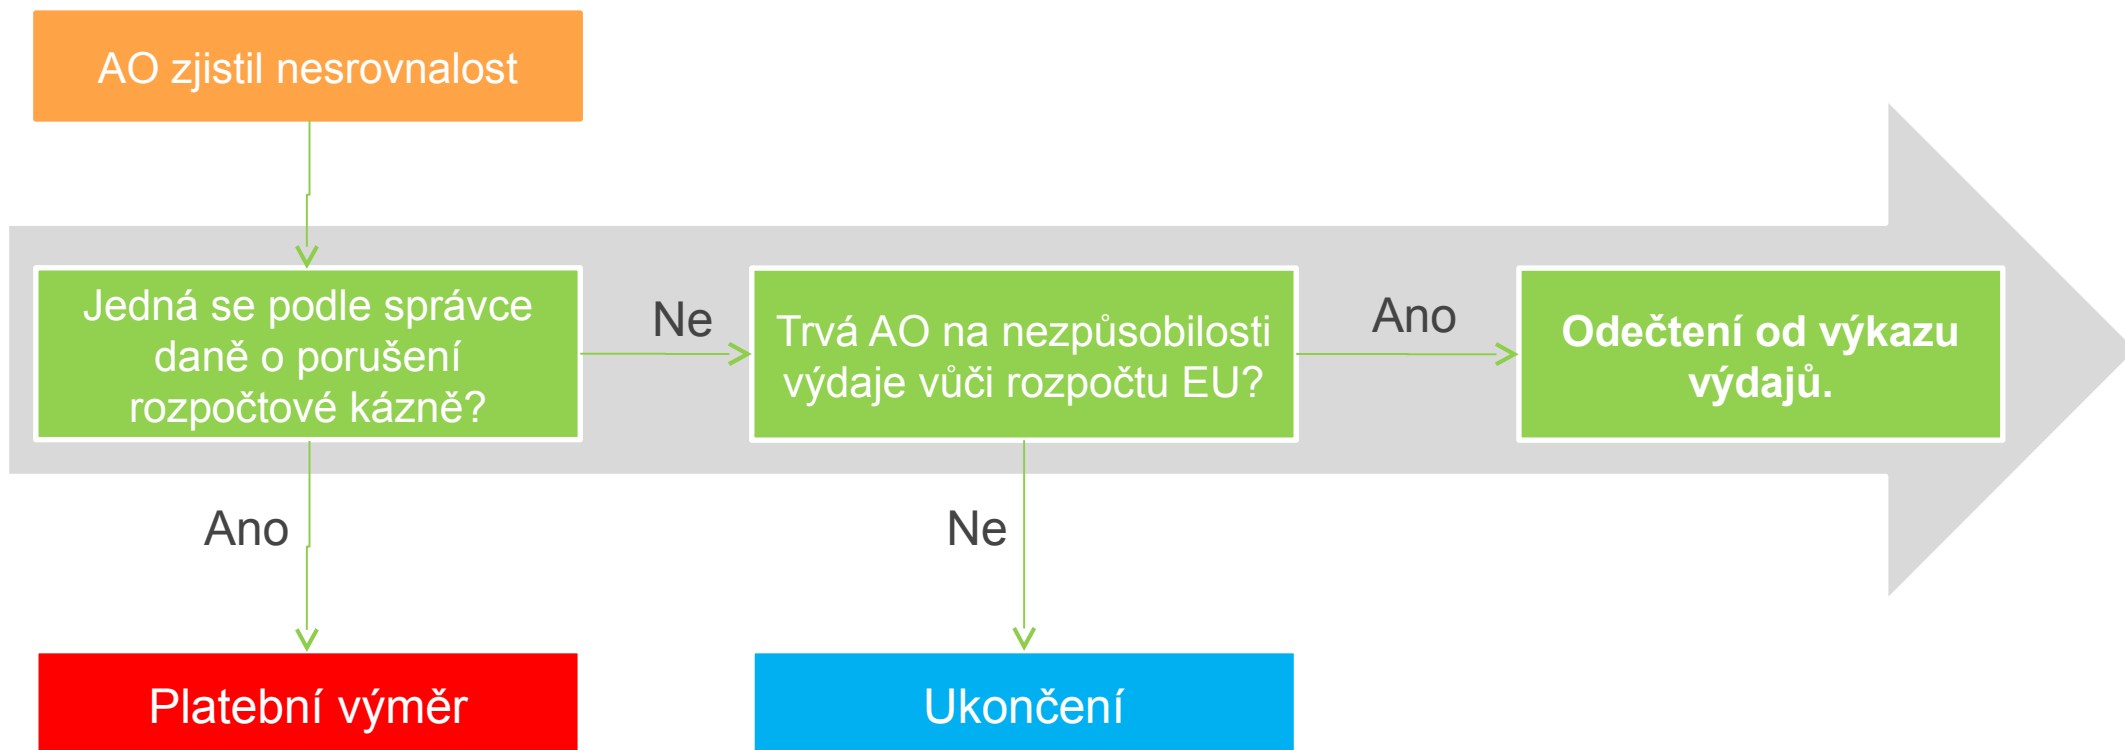 AO zjistil nesrovnalost
Jedná se podle správce
daně o porušení
rozpočtové kázně?
Ne
Trvá AO na nezpůsobilosti
výdaje vůči rozpočtu EU?
Ano
Odečtení od výkazu
výdajů.
Ano
Ne
Platební výměr
Ukončení